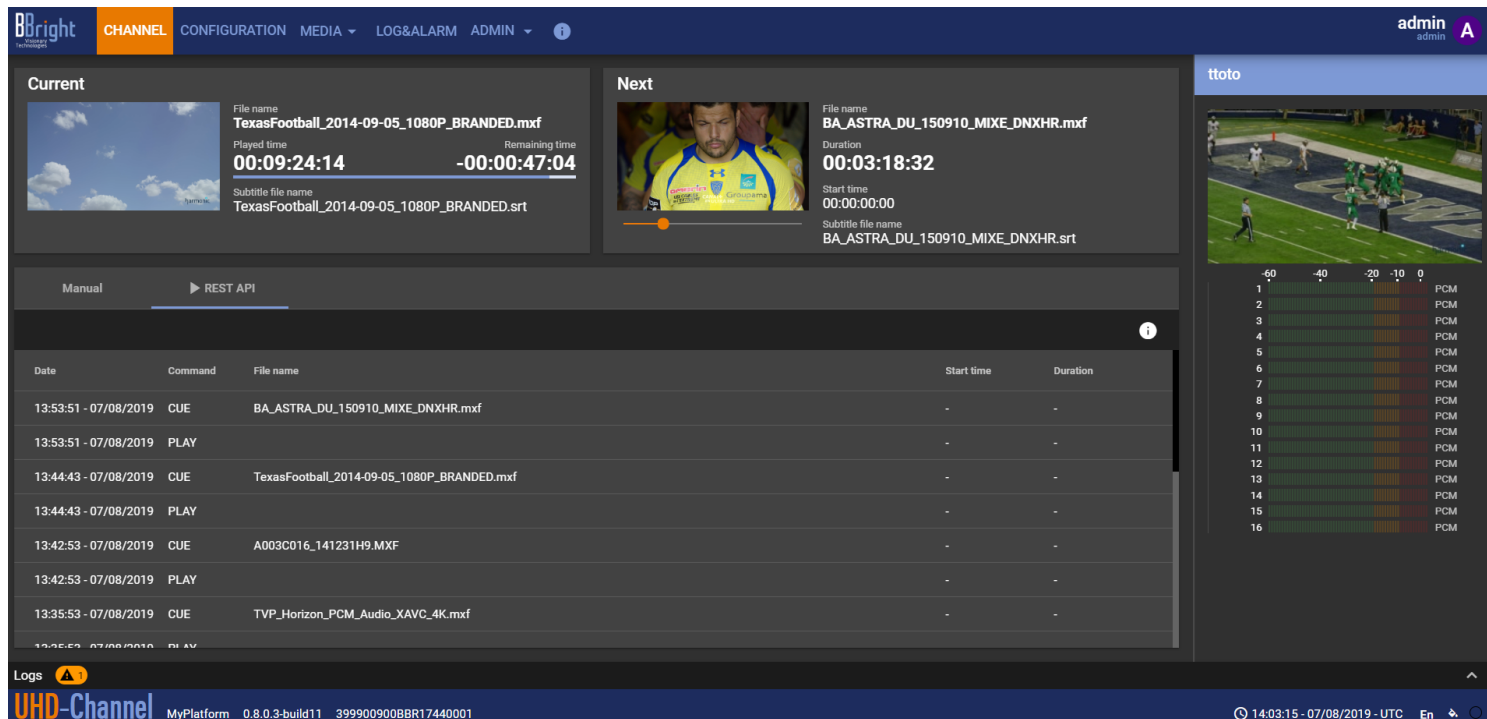 BBright
Visionary
Technologies
CHANNEL CONFIGURATION MEDIA LOG&ALARM ADMIN i
admin
admin
A
Current
File name
TexasFootball_2014-09-05_1080P_BRANDED.mxf
Played time Remaining time
00:09:24:14 -00:00:47:04
Subtitle file name
TexasFootball_2014-09-05_1080P_BRANDED.srt
harmonic
Next
File name
BA_ASTRA_DU_150910_MIXE_DNXHR.mxf
Duration
00:03:18:32
Start time
00:00:00:00
Subtitle file name
BA_ASTRA_DU_150910_MIXE_DNXHR.srt
Groupama
ttoto
-60 -40 -20 -10 0
1 PCM
2 PCM
3 PCM
4 PCM
5 PCM
6 PCM
7 PCM
8 PCM
9 PCM
10 PCM
11 PCM
12 PCM
13 PCM
14 PCM
15 PCM
16 PCM
Manual REST API
i
Date Command File name Start time Duration
13:53:51 - 07/08/2019 CUE BA_ASTRA_DU_150910_MIXE_DNXHR.mxf - -
13:53:51 - 07/08/2019 PLAY - -
13:44:43 - 07/08/2019 CUE TexasFootball_2014-09-05_1080P_BRANDED.mxf - -
13:44:43 - 07/08/2019 PLAY - -
13:42:53 - 07/08/2019 CUE A003C016_141231H9.MXF - -
13:42:53 - 07/08/2019 PLAY - -
13:35:53 - 07/08/2019 CUE TVP_Horizon_PCM_Audio_XAVC_4K.mxf - -
13:35:53 - 07/08/2019 PLAY
Logs 1
UHD-Channel MyPlatform 0.8.0.3-build11 399900900BBR17440001 14:03:15 - 07/08/2019 - UTC En